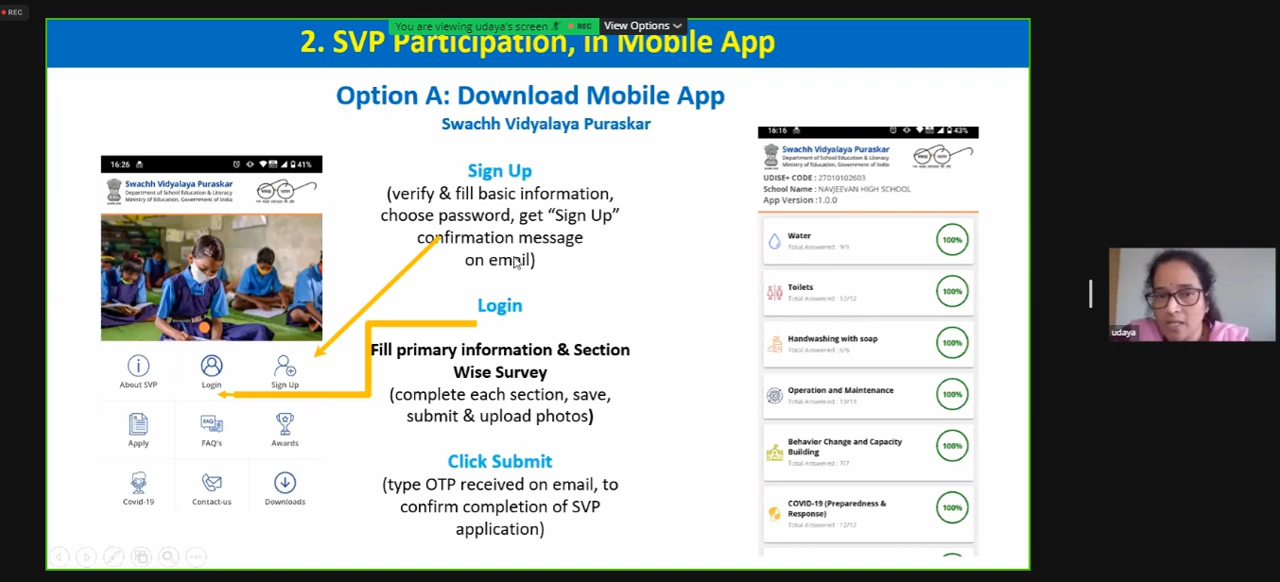 REC
You are viewing udaya's screen
REC
View Options
2. SVP Participation, in Mobile App
Option A: Download Mobile App
Swachh Vidyalaya Puraskar
16:26
41%
Swachh Vidyalaya Puraskar
Department of School Education & Literacy
Ministry of Education, Government of India
About SVP
Login
Sign Up
Apply
FAQ
FAQ's
Awards
Covid-19
Contact-us
Downloads
Sign Up
(verify & fill basic information,
choose password, get “Sign Up”
confirmation message
on email)
Login
Fill primary information & Section
Wise Survey
(complete each section, save,
submit & upload photos)
Click Submit
(type OTP received on email, to
confirm completion of SVP
application)
16:16
43%
Swachh Vidyalaya Puraskar
Department of School Education & Literacy
Ministry of Education, Government of India
UDISE+ CODE : 27010102603
School Name : NAVJEEVAN HIGH SCHOOL
App Version :1.0.0
Water
Total Answered : 9/9
100%
Toilets
Total Answered : 12/12
100%
Handwashing with soap
Total Answered : 6/6
100%
Operation and Maintenance
Total Answered : 13/13
100%
Behavior Change and Capacity
Building
Total Answered : 7/7
100%
COVID-19 (Preparedness &
Response)
Total Answered : 12/12
100%
udaya